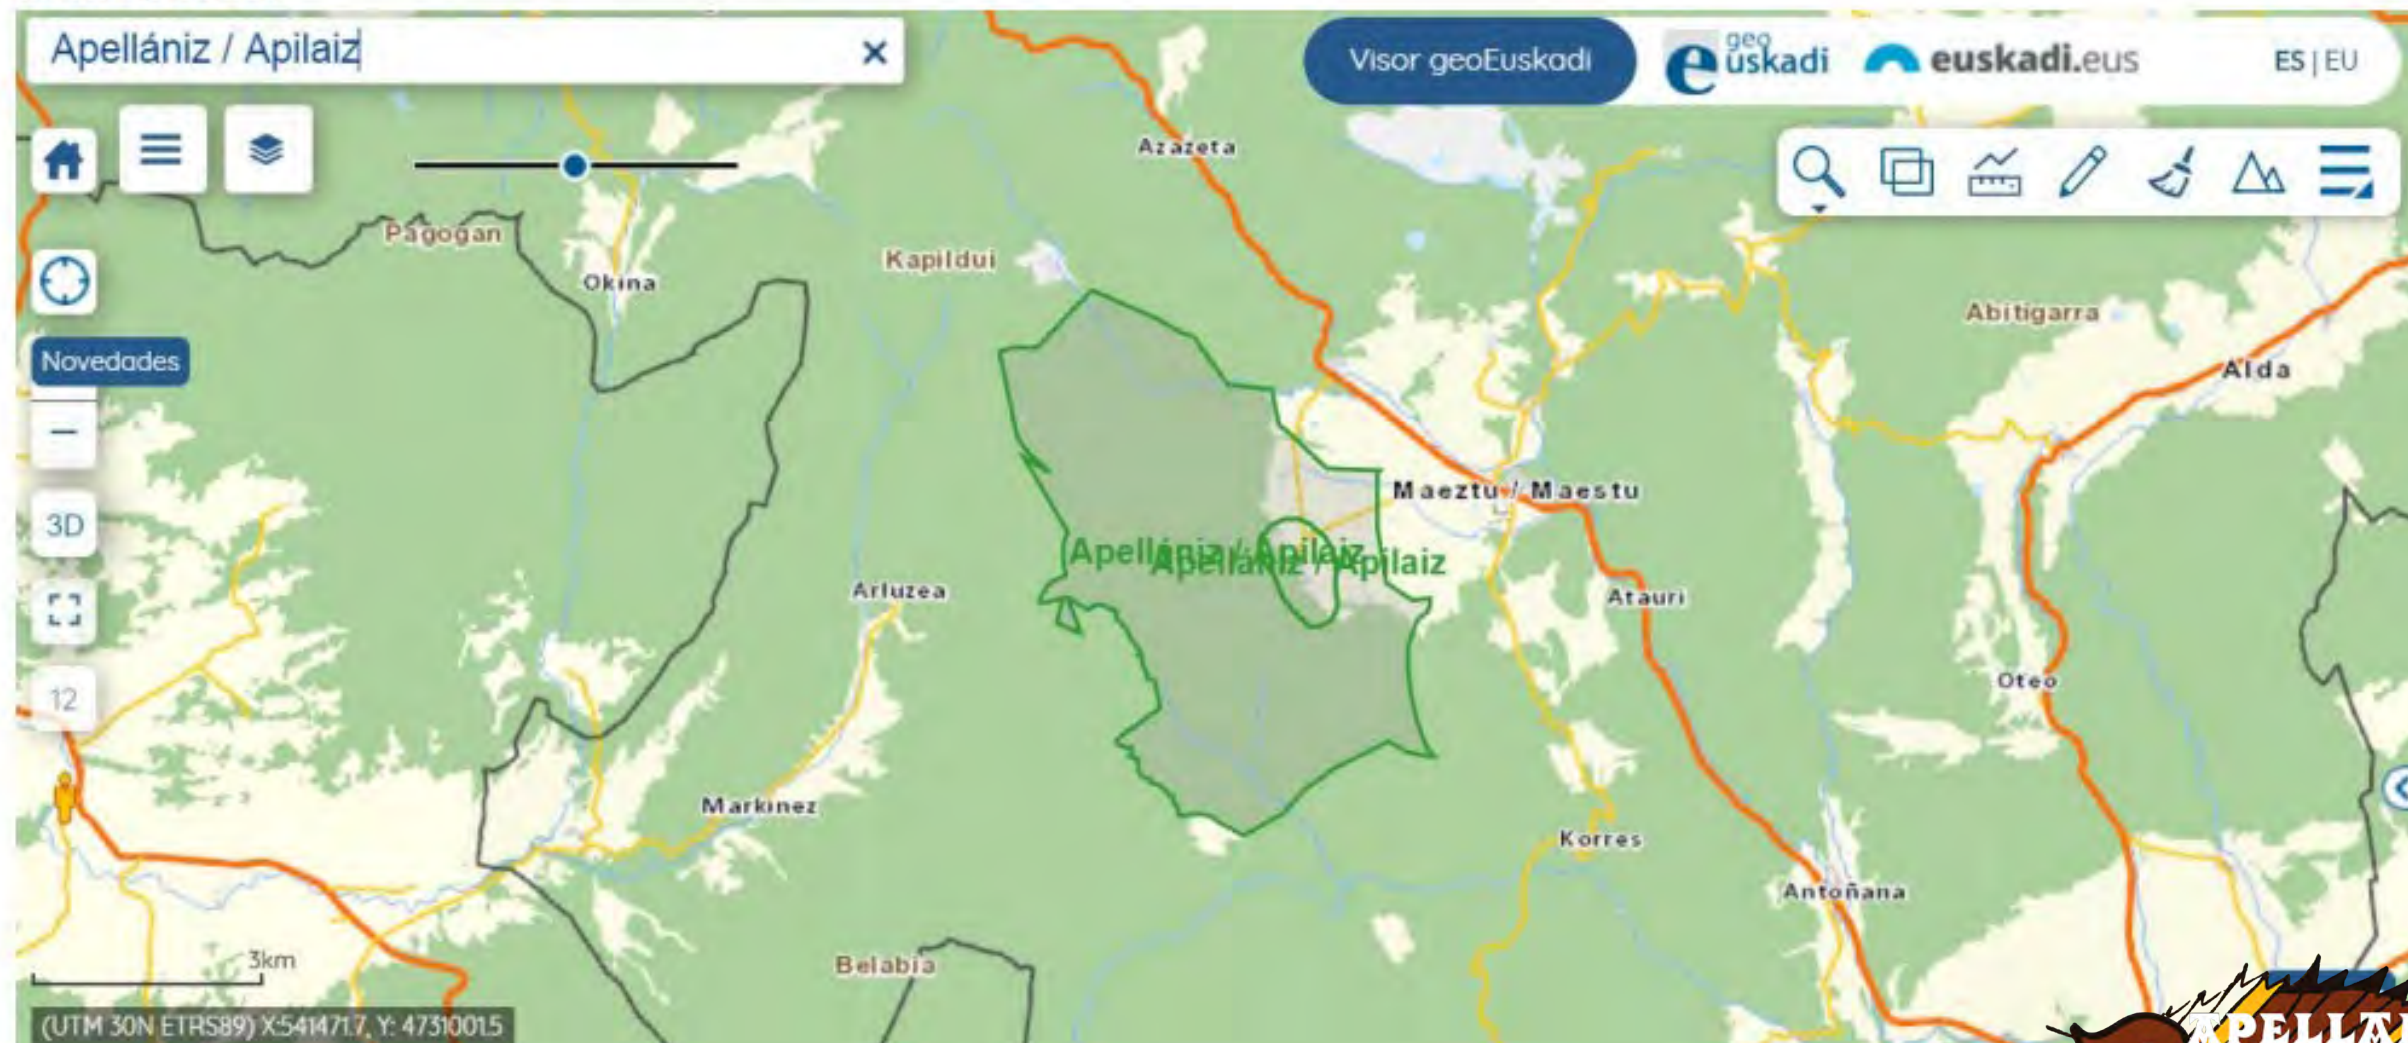 Apellániz / Apilaiz
Visor geoEuskadi
geo
euskadi
euskadi.eus
ES | EU
Azazeta
Pagogan
Kapildui
Okina
Abitigarra
Novedades
Alda
Maeztu / Maestu
3D
Apellániz / Apilaiz
Apellániz / Apilaiz
Arluzea
Atauri
Oteo
12
Markinez
Korres
Antoñana
Belabia
3km
(UTM 30N ETRS89) X:541471.7, Y: 4731001.5